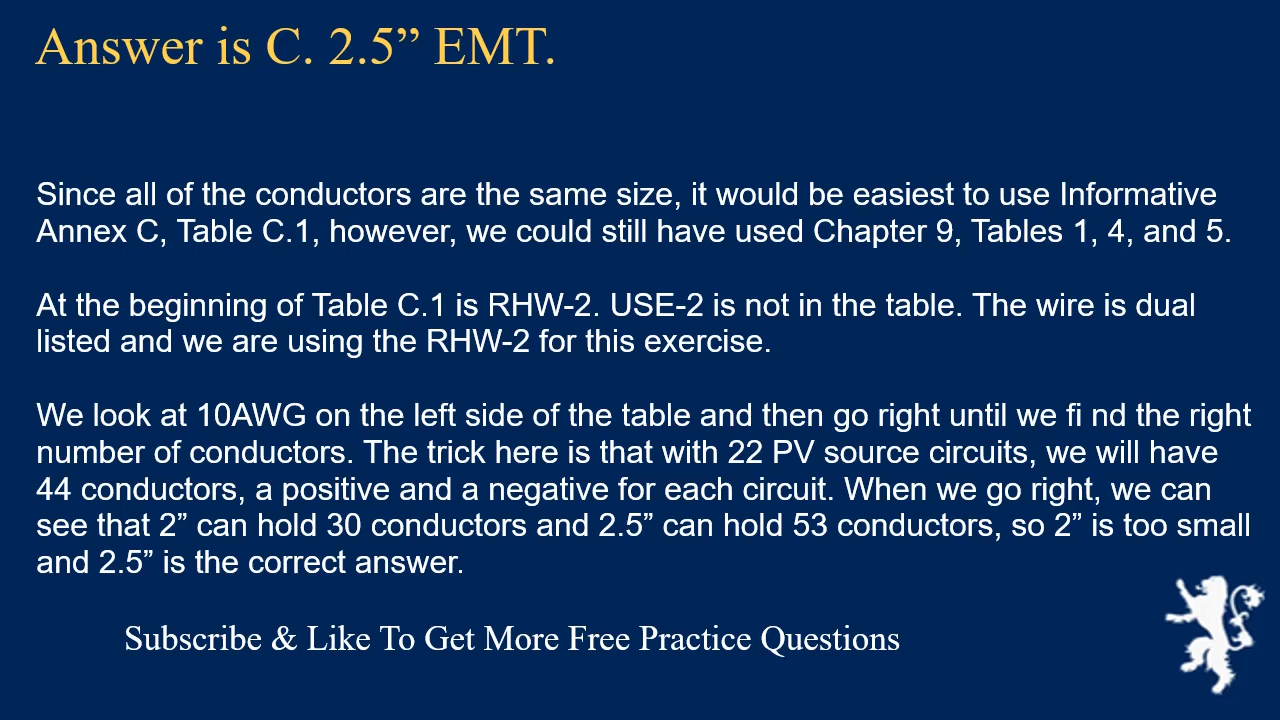 Answer is C. 2.5” EMT.
Since all of the conductors are the same size, it would be easiest to use Informative
Annex C, Table C.1, however, we could still have used Chapter 9, Tables 1, 4, and 5.
At the beginning of Table C.1 is RHW-2. USE-2 is not in the table. The wire is dual
listed and we are using the RHW-2 for this exercise.
We look at 10AWG on the left side of the table and then go right until we fi nd the right
number of conductors. The trick here is that with 22 PV source circuits, we will have
44 conductors, a positive and a negative for each circuit. When we go right, we can
see that 2” can hold 30 conductors and 2.5” can hold 53 conductors, so 2” is too small
and 2.5” is the correct answer.
Subscribe & Like To Get More Free Practice Questions